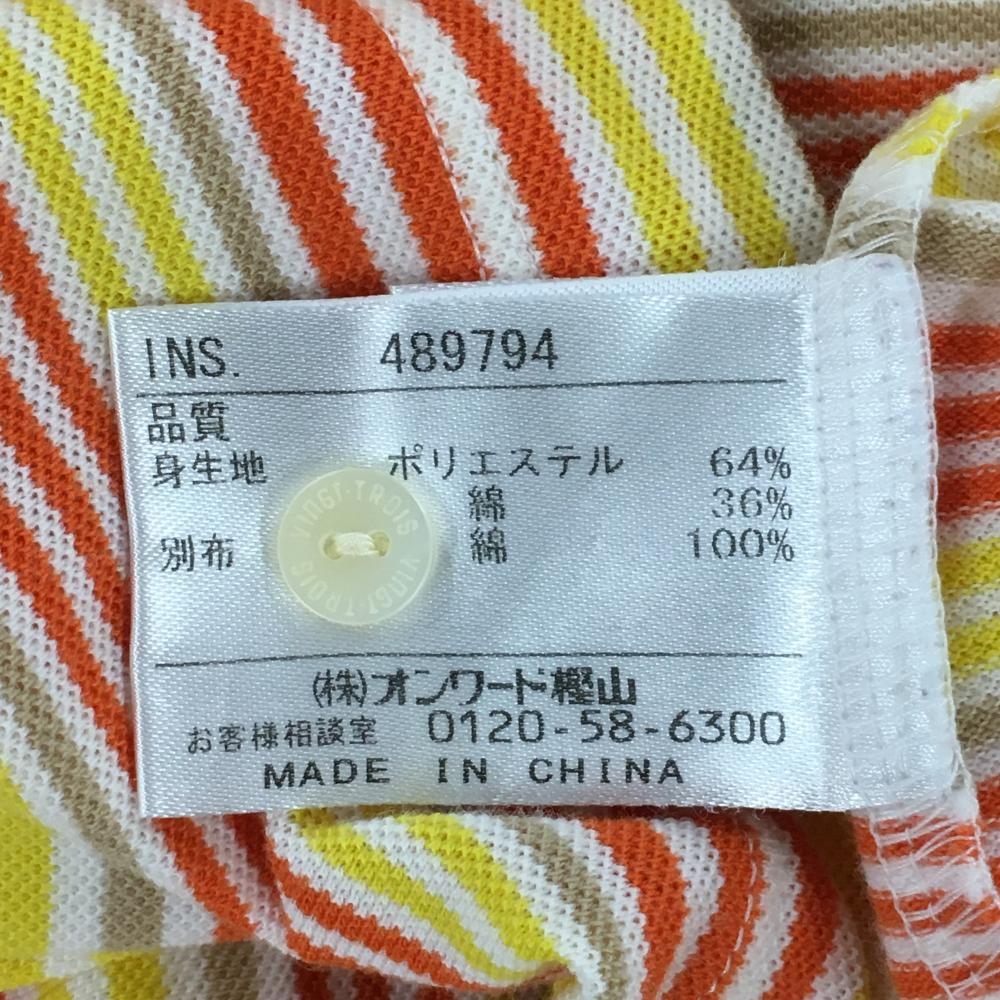 INS. 489794
品質
身生地 ポリエステル 64%
綿 36%
別布 綿 100%
VINGT·TROIS VINGT·TROIS
(株)オンワード樫山
お客様相談室 0120-58-6300
MADE IN CHINA